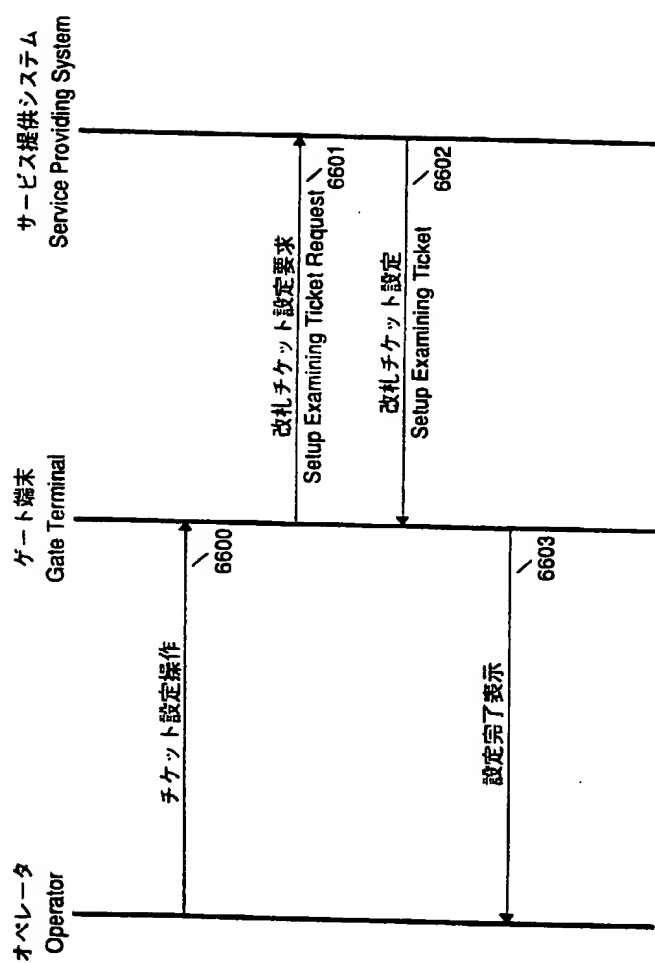 オペレータ
Operator
ゲート端末
Gate Terminal
サービス提供システム
Service Providing System
チケット設定操作
6600
改札チケット設定要求
Setup Examining Ticket Request
6601
改札チケット設定
Setup Examining Ticket
6602
設定完了表示
6603